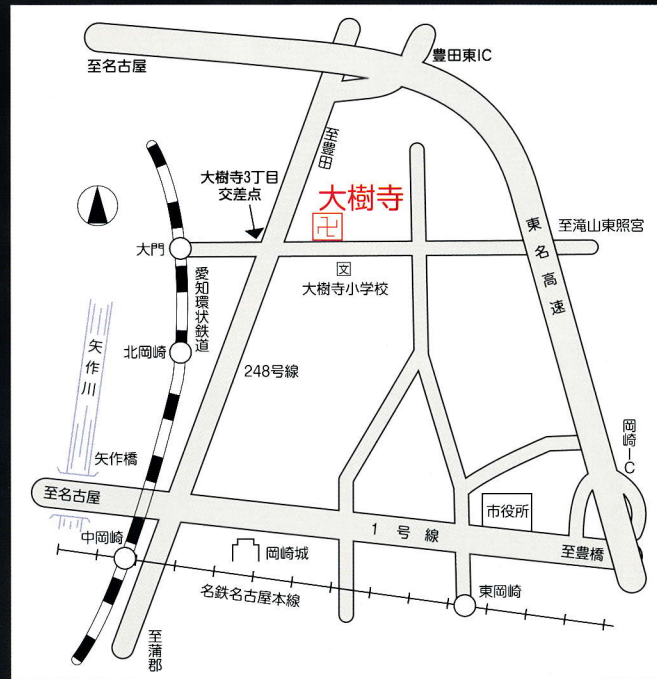 至名古屋
豊田東IC
至豊田
大樹寺3丁目
交差点
大樹寺
卍
至滝山東照宮
東名高速
大門
文
大樹寺小学校
愛知環状鉄道
矢作川
北岡崎
248号線
岡崎IC
矢作橋
至名古屋
市役所
1号線
中岡崎
岡崎城
至豊橋
名鉄名古屋本線
東岡崎
至蒲郡